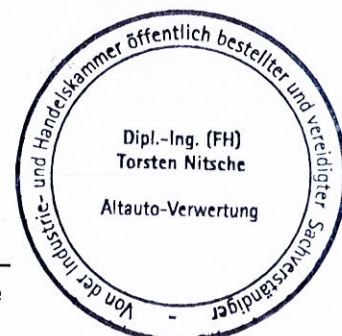 Von der Industrie- und Handelskammer öffentlich bestellter und vereidigter Sachverständiger -
Dipl.-Ing. (FH)
Torsten Nitsche
Altauto-Verwertung
e